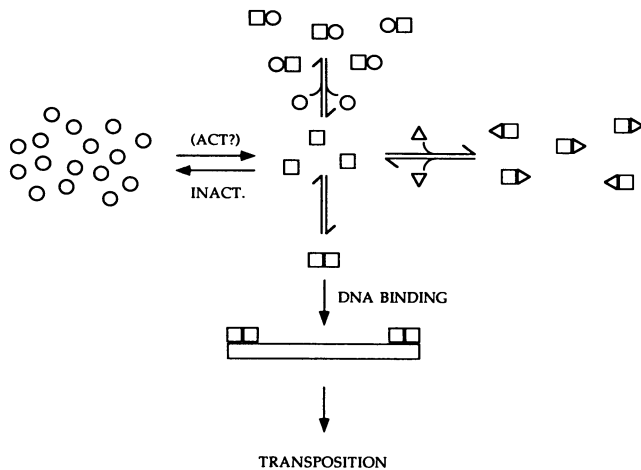 (ACT?)
INACT.
DNA BINDING
TRANSPOSITION